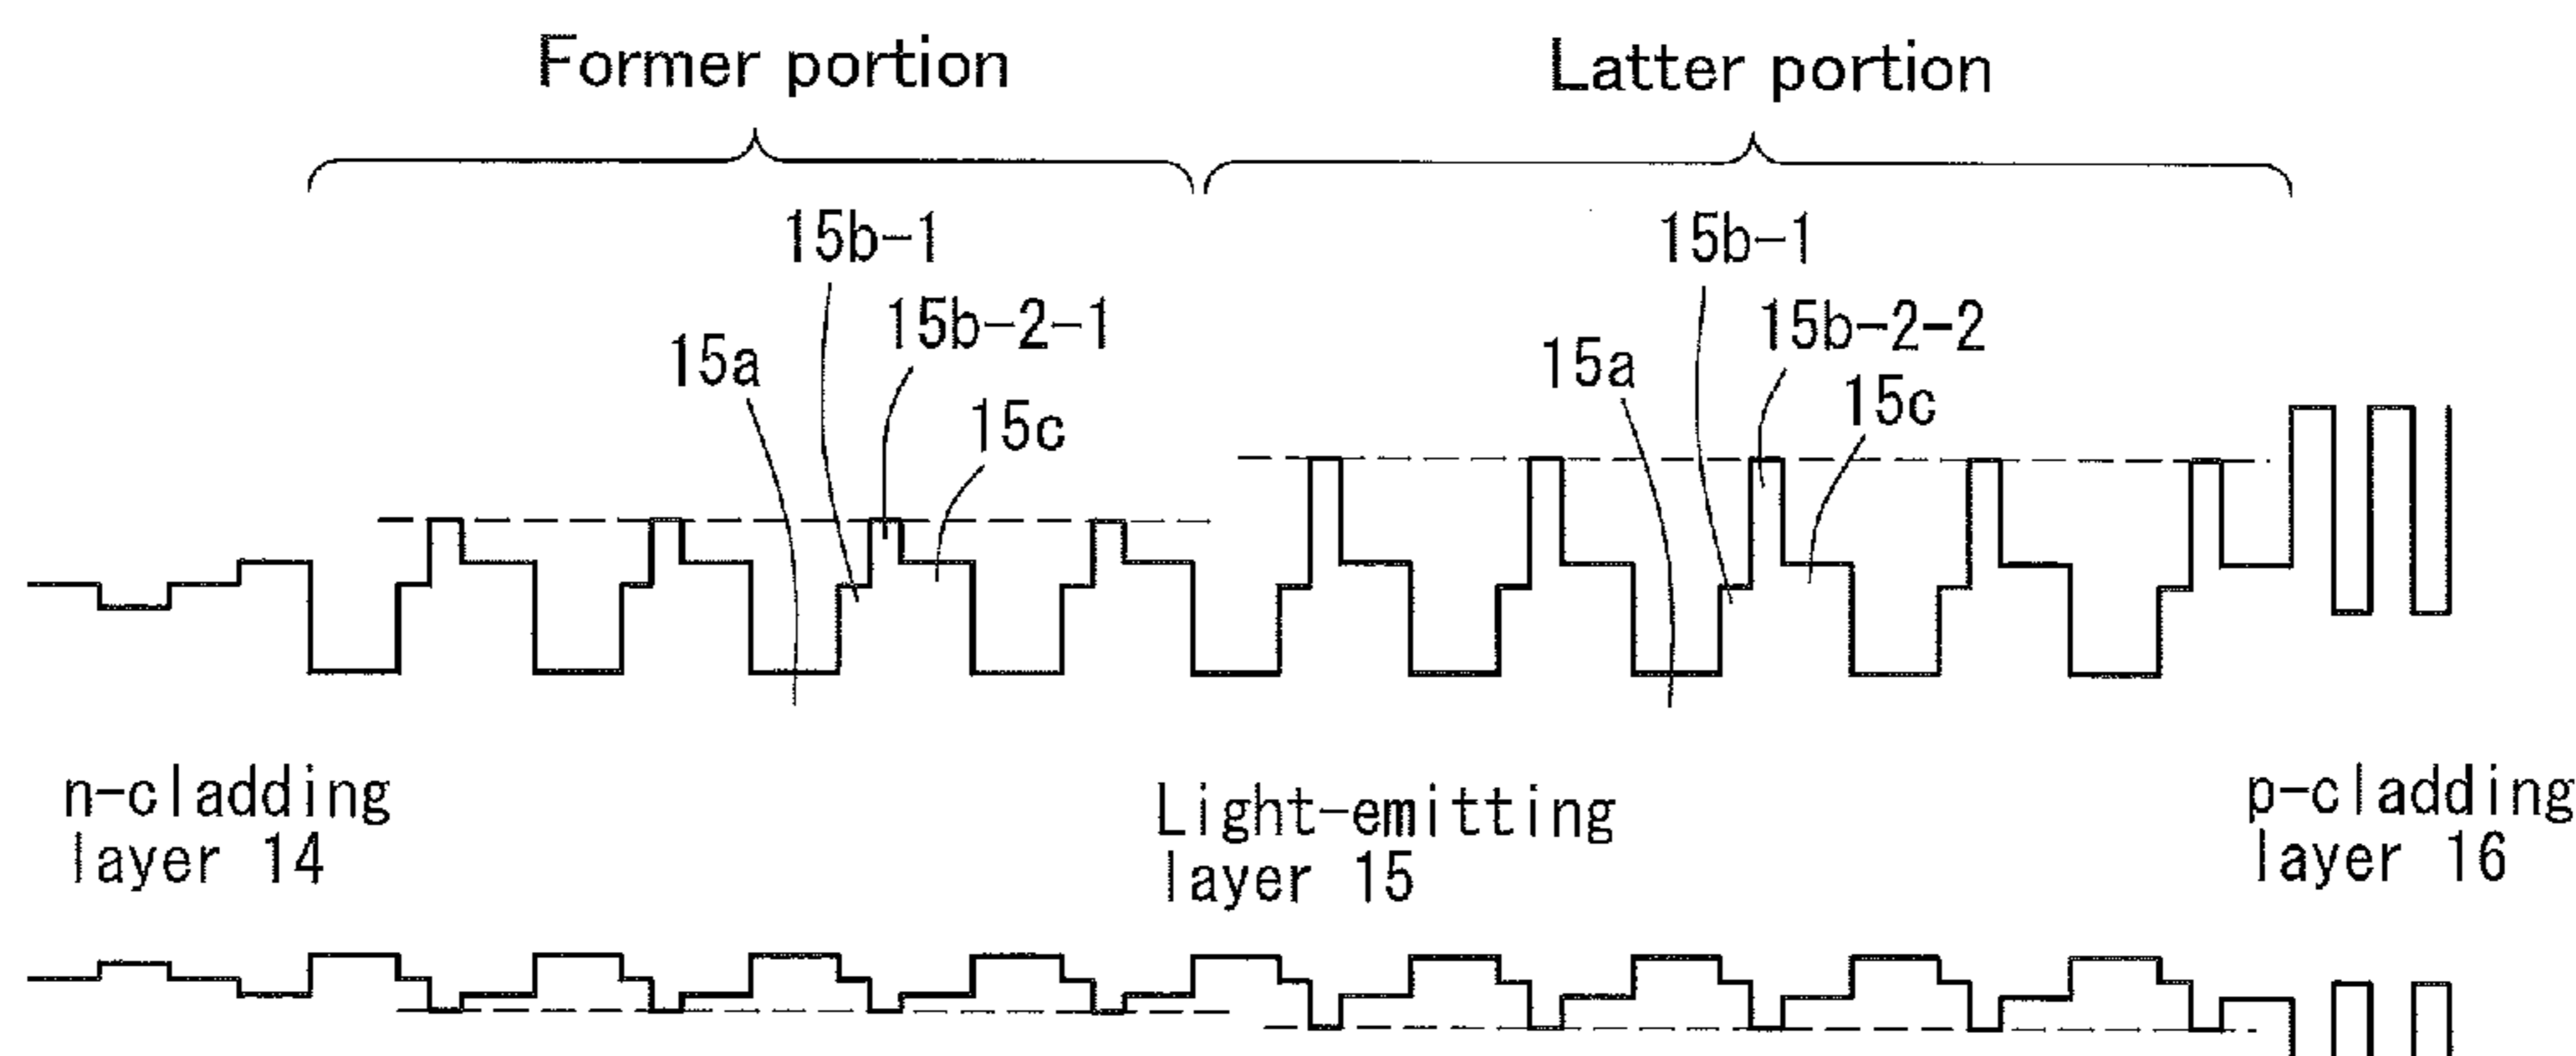 Former portion
Latter portion
15b-1
15b-2-1
15a
15c
15b-1
15b-2-2
15a
15c
n-cladding
layer 14
Light-emitting
layer 15
p-cladding
layer 16